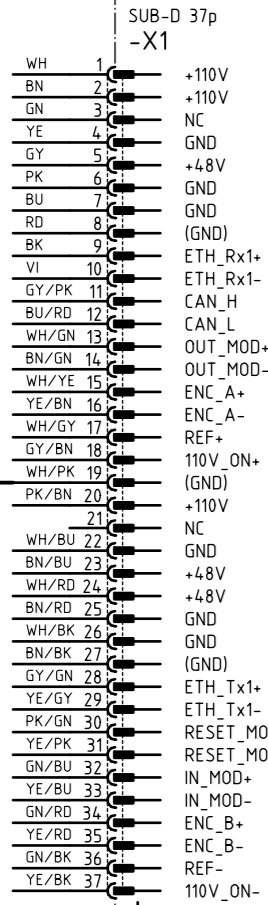 SUB-D 37p
-X1
WH 1 +110V
BN 2 +110V
GN 3 NC
YE 4 GND
GY 5 +48V
PK 6 GND
BU 7 GND
RD 8 (GND)
BK 9 ETH_Rx1+
VI 10 ETH_Rx1-
GY/PK 11 CAN_H
BU/RD 12 CAN_L
WH/GN 13 OUT_MOD+
BN/GN 14 OUT_MOD-
WH/YE 15 ENC_A+
YE/BN 16 ENC_A-
WH/GY 17 REF+
GY/BN 18 110V_ON+
WH/PK 19 (GND)
PK/BN 20 +110V
21 NC
WH/BU 22 GND
BN/BU 23 +48V
WH/RD 24 +48V
BN/RD 25 GND
WH/BK 26 GND
BN/BK 27 (GND)
GY/GN 28 ETH_Tx1+
YE/GY 29 ETH_Tx1-
PK/GN 30 RESET_MO
YE/PK 31 RESET_MO
GN/BU 32 IN_MOD+
YE/BU 33 IN_MOD-
GN/RD 34 ENC_B+
YE/RD 35 ENC_B-
GN/BK 36 REF-
YE/BK 37 110V_ON-